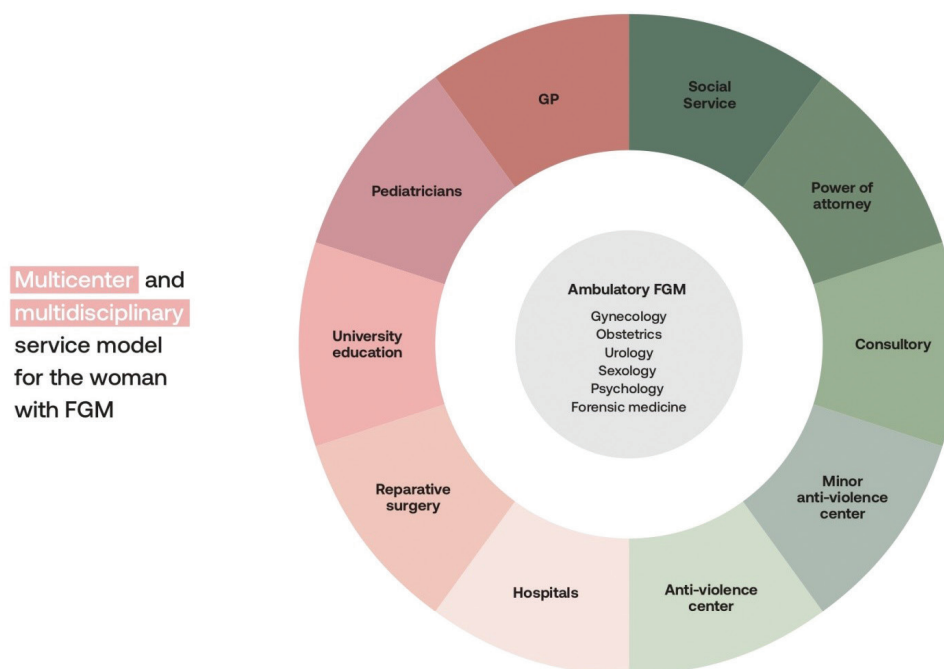 Multicenter and
multidisciplinary
service model
for the woman
with FGM
GP
Social
Service
Pediatricians
Power of
attorney
Ambulatory FGM
Gynecology
Obstetrics
Urology
Sexology
Psychology
Forensic medicine
University
education
Consultory
Reparative
surgery
Minor
anti-violence
center
Hospitals
Anti-violence
center